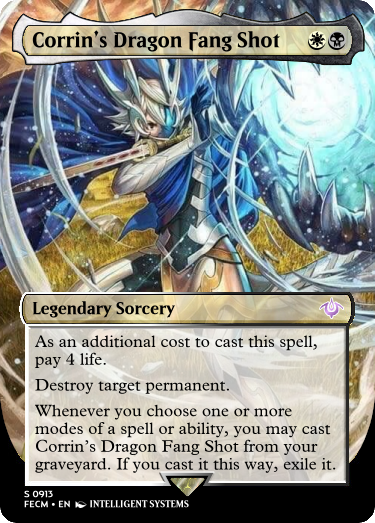 Corrin's Dragon Fang Shot
Legendary Sorcery
As an additional cost to cast this spell,
pay 4 life.
Destroy target permanent.
Whenever you choose one or more
modes of a spell or ability, you may cast
Corrin's Dragon Fang Shot from your
graveyard. If you cast it this way, exile it.
S 0913
FECM • EN INTELLIGENT SYSTEMS